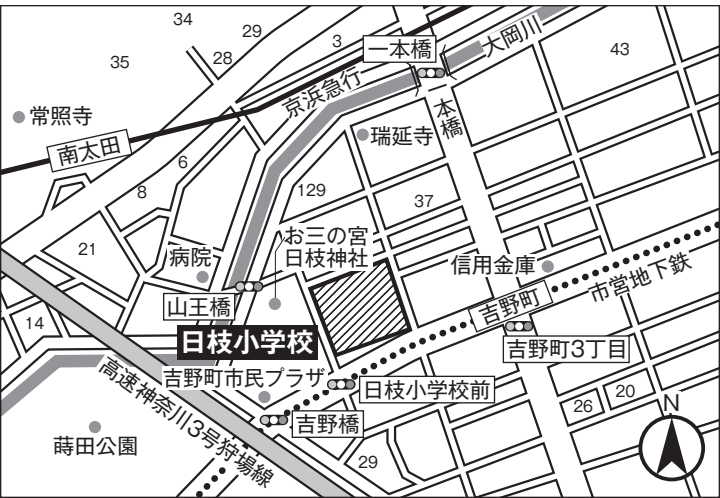 34
29
28
35
3
一本橋
大岡川
43
京浜急行
常照寺
南太田
瑞延寺
一本橋
6
8
129
37
21
病院
お三の宮
日枝神社
信用金庫
市営地下鉄
山王橋
吉野町
14
日枝小学校
吉野町3丁目
吉野町市民プラザ
日枝小学校前
高速神奈川3号狩場線
吉野橋
26
20
N
蒔田公園
29